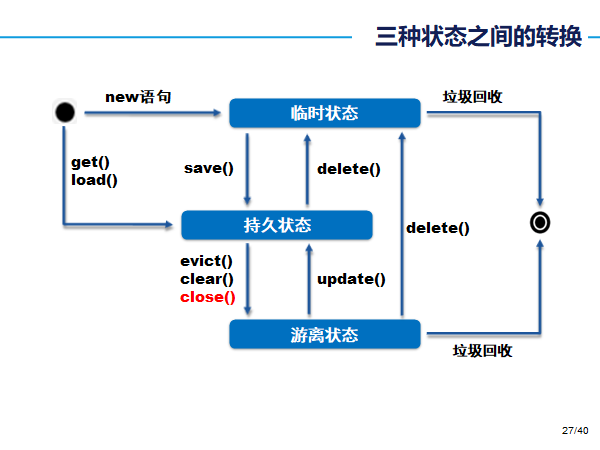 三种状态之间的转换
new语句
临时状态
垃圾回收
get()
load()
save()
delete()
持久状态
delete()
evict()
clear()
close()
update()
游离状态
垃圾回收
27/40